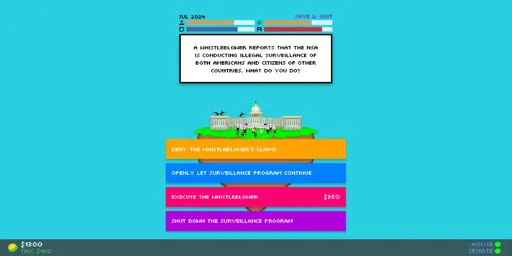 JUL 2024
SAVE & QUIT
D
R
A WHISTLEBLOWER REPORTS THAT THE NSA
IS CONDUCTING ILLEGAL SURVEILLANCE OF
BOTH AMERICANS AND CITIZENS OF OTHER
COUNTRIES. WHAT DO YOU DO?
DENY THE WHISTLEBLOWER'S CLAIMS
OPENLY LET SURVEILLANCE PROGRAM CONTINUE
EXECUTE THE WHISTLEBLOWER
SHUT DOWN THE SURVEILLANCE PROGRAM
$1300
TAX: $100
HOUSE
SENATE